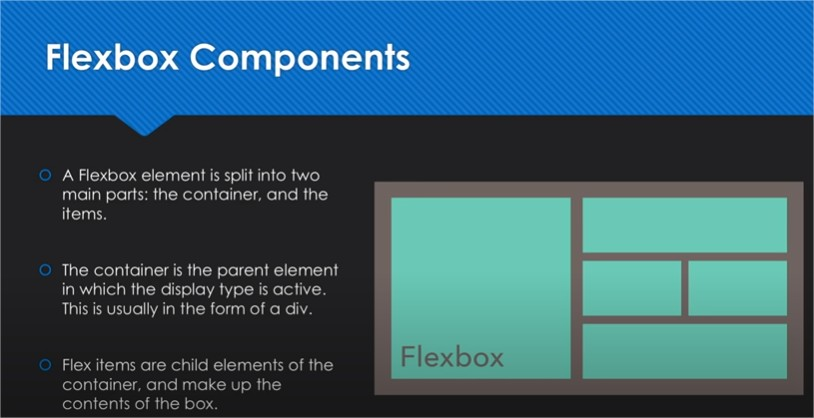 Flexbox Components
A Flexbox element is split into two
main parts: the container, and the
items.
The container is the parent element
in which the display type is active.
This is usually in the form of a div.
Flex items are child elements of the
container, and make up the
contents of the box.
Flexbox